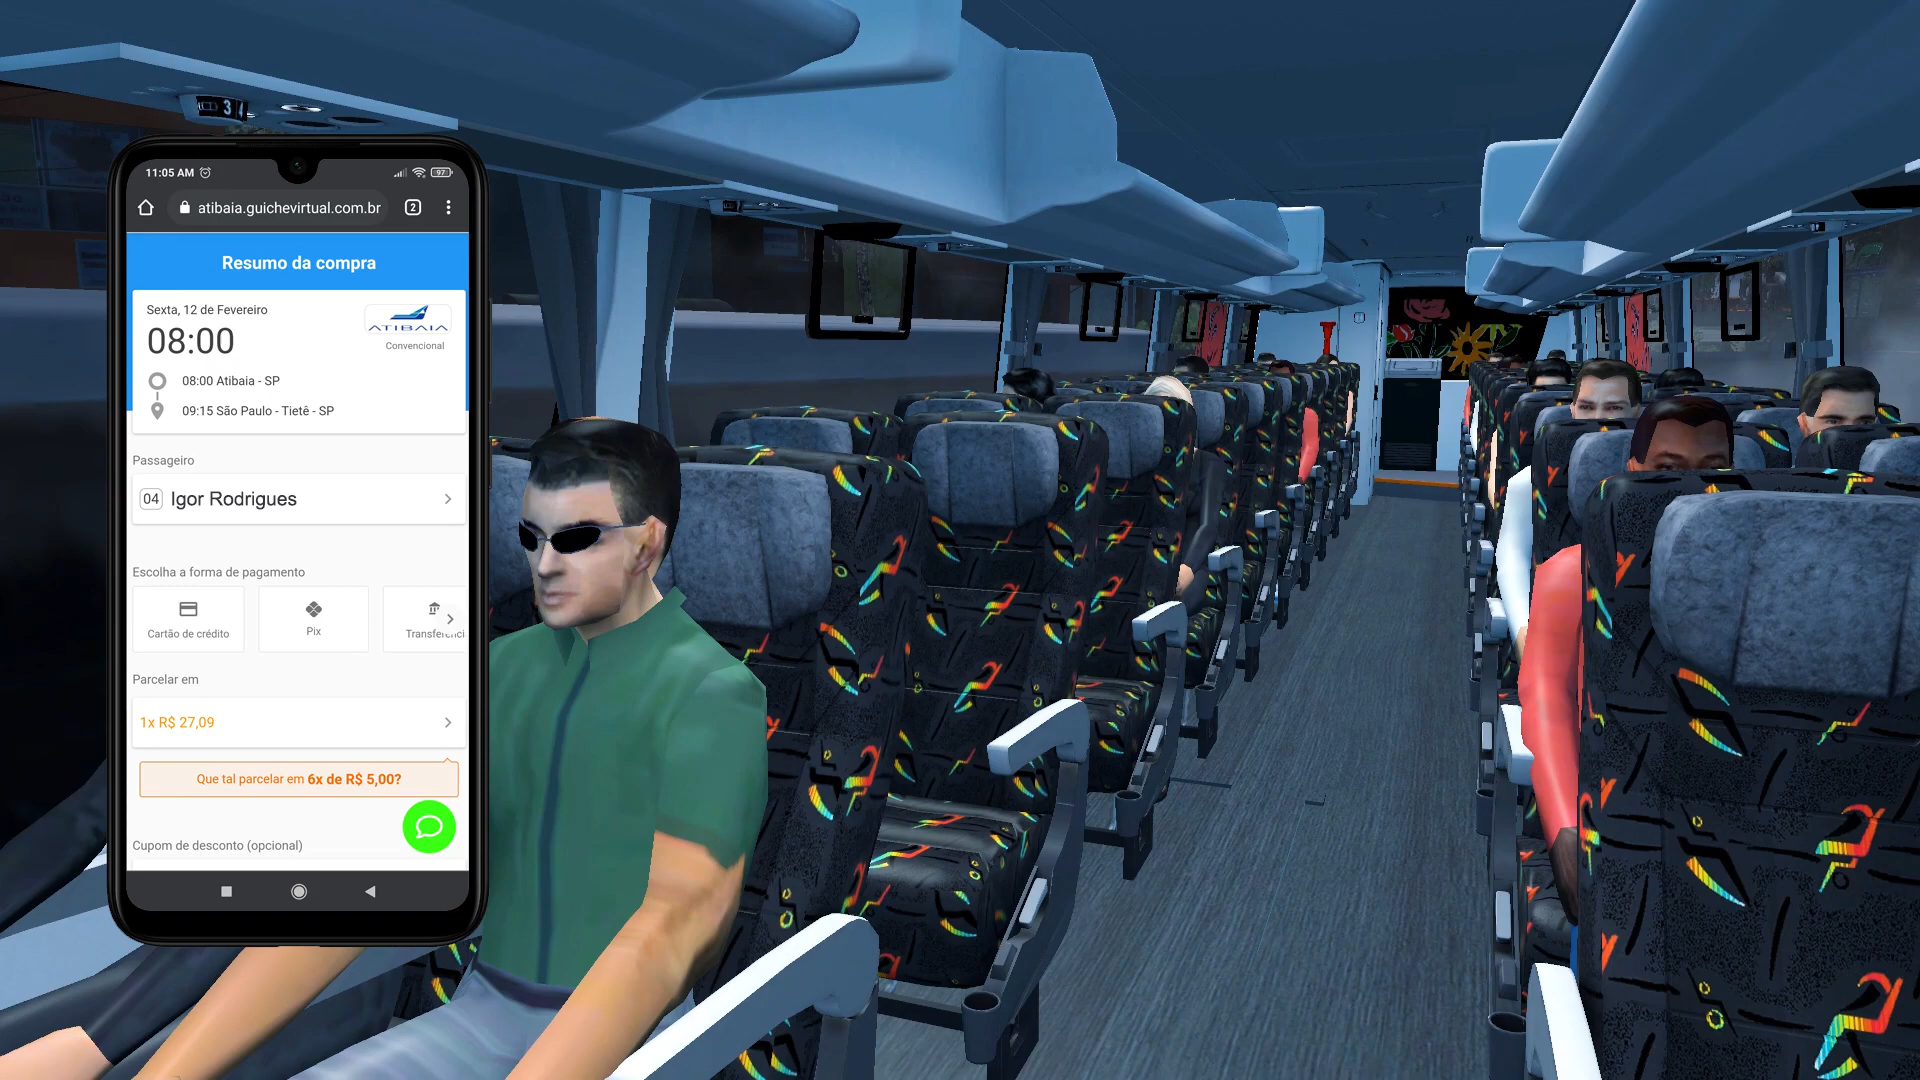 3
11:05 AM
97
atibaia.guichevirtual.com.br
2
Resumo da compra
Sexta, 12 de Fevereiro
08:00
ATIBAIA
Convencional
08:00 Atibaia - SP
09:15 São Paulo - Tietê - SP
Passageiro
04 Igor Rodrigues
Escolha a forma de pagamento
Cartão de crédito
Pix
Transferênci
Parcelar em
1x R$ 27,09
Que tal parcelar em 6x de R$ 5,00?
Cupom de desconto (opcional)